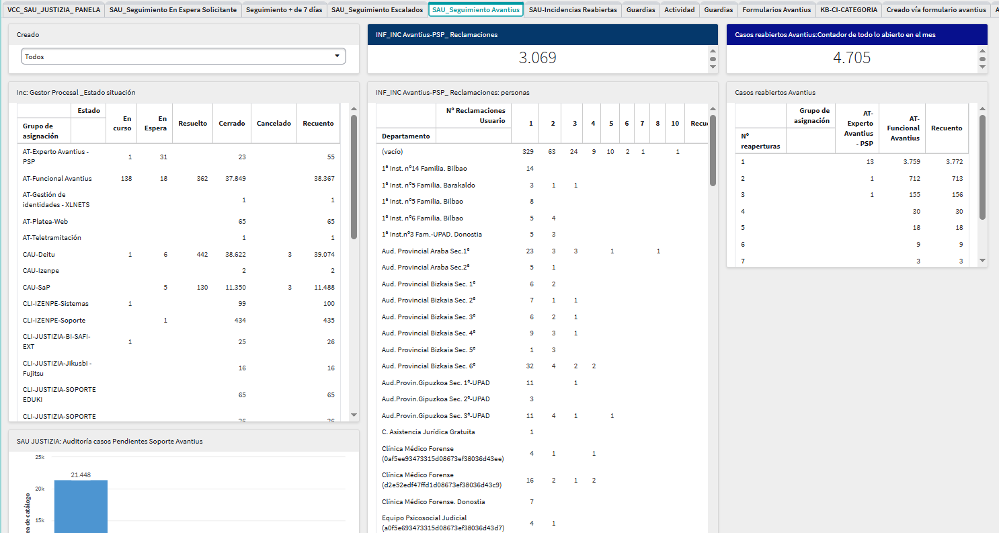 VCC_SAU_JUSTIZIA_ PANELA SAU_Seguimiento En Espera Solicitante Seguimiento + de 7 días SAU_Seguimiento Escalados SAU_Seguimiento Avantius SAU-Incidencias Reabiertas Guardias Actividad Guardias Formularios Avantius KB-CI-CATEGORIA Creado vía formulario avantius
Creado
Todos
INF_INC Avantius-PSP_ Reclamaciones
3.069
Casos reabiertos Avantius:Contador de todo lo abierto en el mes
4.705
Inc: Gestor Procesal _Estado situación
Estado
Grupo de asignación
En curso
En Espera
Resuelto
Cerrado
Cancelado
Recuento
AT-Experto Avantius - PSP 1 31 23 55
AT-Funcional Avantius 138 18 362 37.849 38.367
AT-Gestión de identidades - XLNETS 1 1
AT-Platea-Web 65 65
AT-Teletramitación 1 1
CAU-Deitu 1 6 442 38.622 3 39.074
CAU-Izenpe 2 2
CAU-SaP 5 130 11.350 3 11.488
CLI-IZENPE-Sistemas 1 99 100
CLI-IZENPE-Soporte 1 434 435
CLI-JUSTIZIA-BI-SAFI-EXT 1 25 26
CLI-JUSTIZIA-Jikusbi - Fujitsu 16 16
CLI-JUSTIZIA-SOPORTE EDUKI 65 65
CLI-JUSTIZIA-SOPORTE 26 26
SAU JUSTIZIA: Auditoría casos Pendientes Soporte Avantius
25k
21.448
20k
15k
INF_INC Avantius-PSP_ Reclamaciones: personas
Nº Reclamaciones Usuario
Departamento
1 2 3 4 5 6 7 8 10
(vacío) 329 63 24 9 10 2 1 1
1ª Inst. nº14 Familia. Bilbao 14
1ª Inst. nº5 Familia. Barakaldo 3 1 1
1ª Inst. nº5 Familia. Bilbao 8
1ª Inst. nº6 Familia. Bilbao 5 4
1ª Inst.nº3 Fam.-UPAD. Donostia 5 3
Aud. Provincial Araba Sec.1ª 23 3 3 1 1
Aud. Provincial Araba Sec.2ª 5 1
Aud. Provincial Bizkaia Sec. 1ª 6 2
Aud. Provincial Bizkaia Sec. 2ª 7 1 1
Aud. Provincial Bizkaia Sec. 3ª 6 2 1
Aud. Provincial Bizkaia Sec. 4ª 9 3 1
Aud. Provincial Bizkaia Sec. 5ª 1 3
Aud. Provincial Bizkaia Sec. 6ª 32 4 2 2
Aud.Provin.Gipuzkoa Sec. 1ª-UPAD 11 1
Aud.Provin.Gipuzkoa Sec. 2ª-UPAD 3
Aud.Provin.Gipuzkoa Sec. 3ª-UPAD 11 4 1 1
C. Asistencia Jurídica Gratuita 1
Clínica Médico Forense (0af5ee93473315d08673ef38036d43ee) 4 1 1
Clínica Médico Forense (d2e52edf47ffd1d08673ef38036d43c9) 16 2 1 2
Clínica Médico Forense. Donostia 7
Equipo Psicosocial Judicial (a0f5e693473315d08673ef38036d43d7) 4 1
Casos reabiertos Avantius
Grupo de asignación
Nº reaperturas
AT-Experto Avantius - PSP
AT-Funcional Avantius
Recuento
1 13 3.759 3.772
2 1 712 713
3 1 155 156
4 30 30
5 18 18
6 9 9
7 3 3